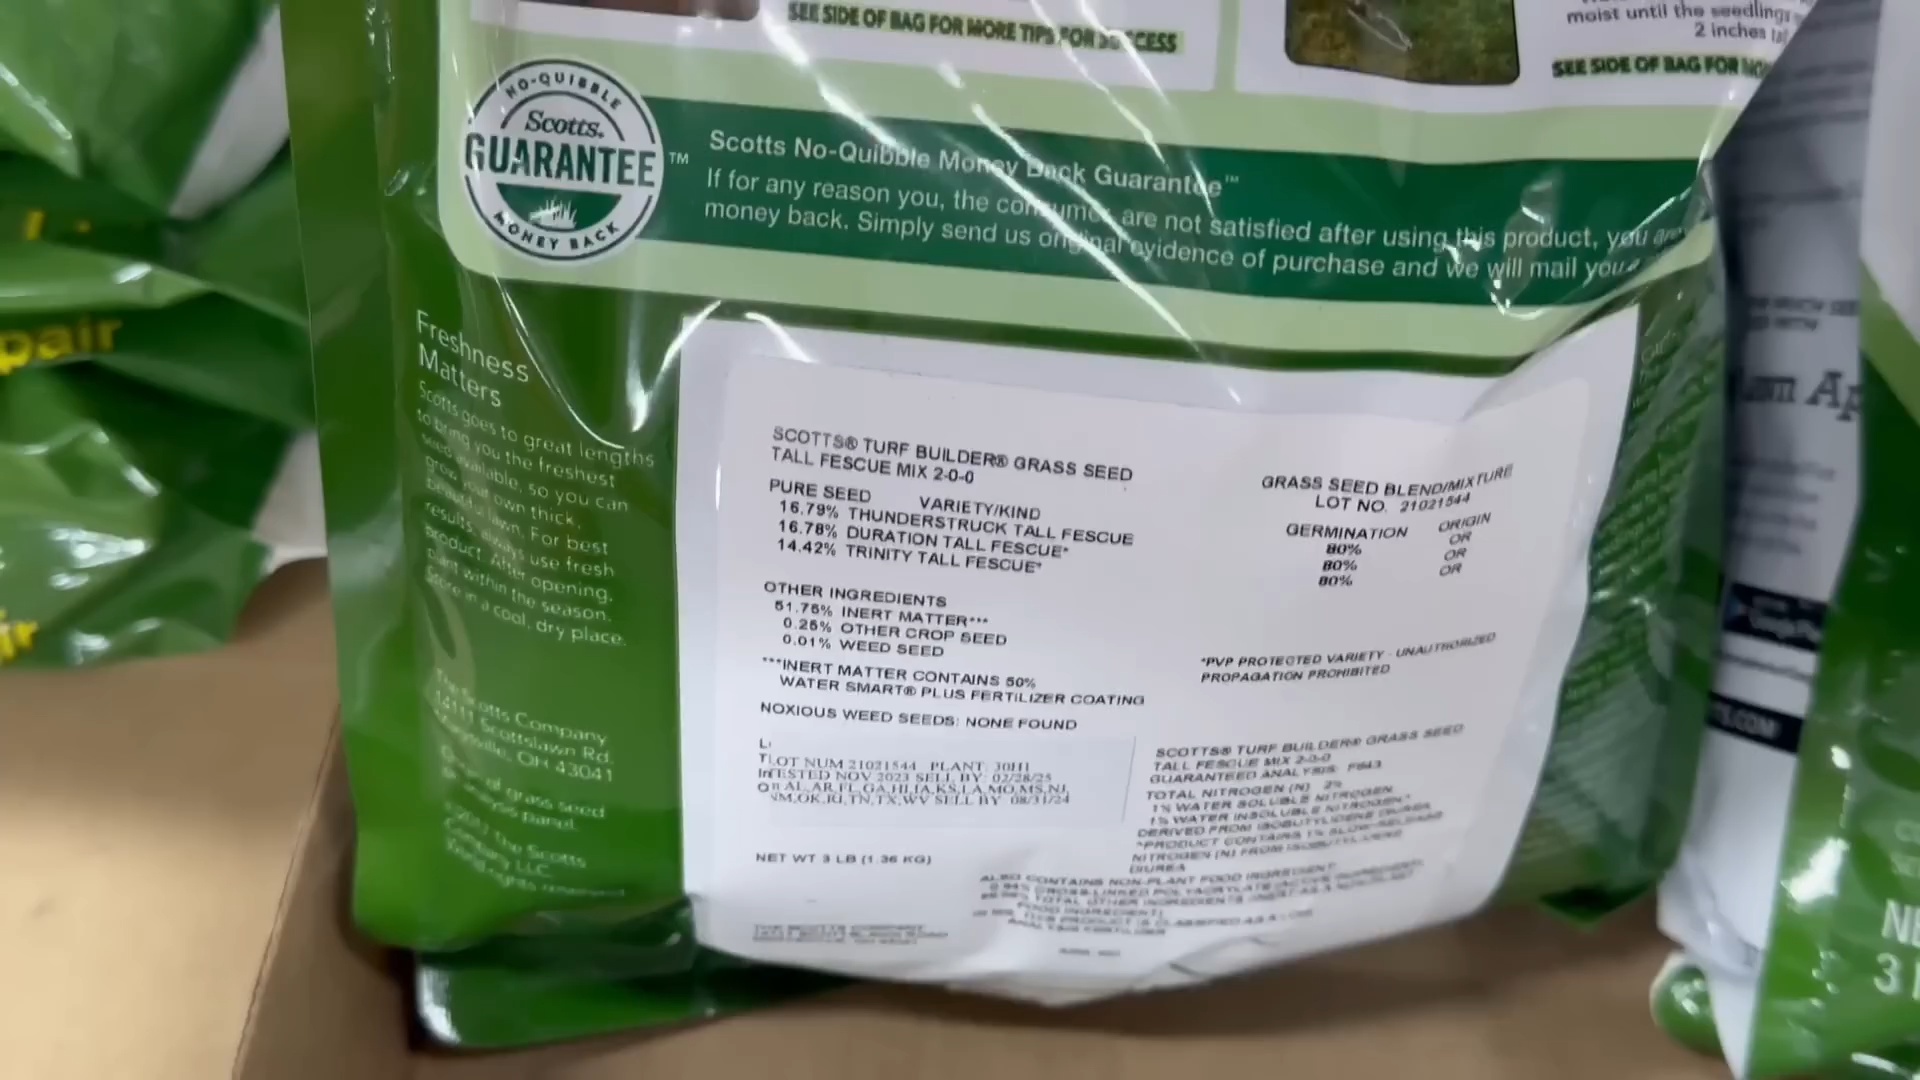 SEE SIDE OF BAG FOR MORE TIPS FOR SUCCESS
moist until the seedlings
2 inches
SEE SIDE OF BAG FOR
NO-QUIBBLE
Scotts.
GUARANTEE™
MONEY BACK
Scotts No-Quibble Money Back Guarantee™
If for any reason you, the consumer, are not satisfied after using this product, you are
money back. Simply send us original evidence of purchase and we will mail you
pair
Freshness
Matters
Scotts goes to great lengths
to bring you the freshest
seed available, so you can
grow your own thick,
beautiful lawn. For best
results, always use fresh
product. After opening,
plant within the season.
Store in a cool, dry place.
The Scotts Company
14111 Scottslawn Rd.
Marysville, OH 43041
of grass seed
analysis panel.
©2017 The Scotts
Company LLC.
World rights reserved
SCOTTS® TURF BUILDER® GRASS SEED
TALL FESCUE MIX 2-0-0
PURE SEED VARIETY/KIND
16.79% THUNDERSTRUCK TALL FESCUE
16.78% DURATION TALL FESCUE*
14.42% TRINITY TALL FESCUE*
GRASS SEED BLEND/MIXTURE
LOT NO. 21021544
GERMINATION ORIGIN
80% OR
80% OR
80% OR
OTHER INGREDIENTS
51.75% INERT MATTER***
0.25% OTHER CROP SEED
0.01% WEED SEED
***INERT MATTER CONTAINS 50%
WATER SMART® PLUS FERTILIZER COATING
*PVP PROTECTED VARIETY - UNAUTHORIZED
PROPAGATION PROHIBITED
NOXIOUS WEED SEEDS: NONE FOUND
LOT NUM 21021544 PLANT: 30H1
TESTED NOV 2023 SELL BY: 02/28/25
AL,AR,FL,GA,HI,IA,KS,LA,MO,MS,NJ,
NM,OK,RI,TN,TX,WV SELL BY 08/31/24
NET WT 3 LB (1.36 KG)
SCOTTS® TURF BUILDER® GRASS SEED
TALL FESCUE MIX 2-0-0
GUARANTEED ANALYSIS F643
TOTAL NITROGEN (N) 2%
1% WATER SOLUBLE NITROGEN
1% WATER INSOLUBLE NITROGEN*
DERIVED FROM ISOBUTYLIDENE DIUREA
*PRODUCT CONTAINS 1% SLOW-RELEASE
NITROGEN (N) FROM ISOBUTYLIDENE
DIUREA
ALSO CONTAINS NON-PLANT FOOD INGREDIENT